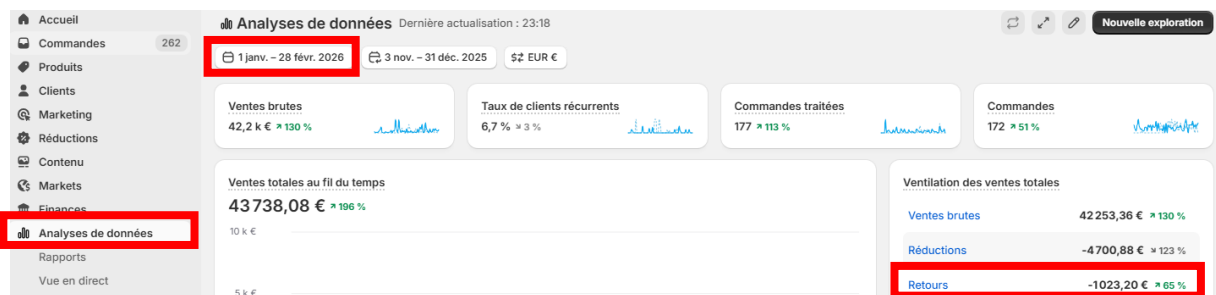 Accueil
Commandes 262
Produits
Clients
Marketing
Réductions
Contenu
Markets
Finances
Analyses de données
Rapports
Vue en direct
Analyses de données Dernière actualisation : 23:18
Nouvelle exploration
1 janv. – 28 févr. 2026 3 nov. – 31 déc. 2025 EUR €
Ventes brutes
42,2 k € 130 %
Taux de clients récurrents
6,7 % 3 %
Commandes traitées
177 113 %
Commandes
172 51 %
Ventes totales au fil du temps
43 738,08 € 196 %
10 k €
5 k €
Ventilation des ventes totales
Ventes brutes 42 253,36 € 130 %
Réductions -4 700,88 € 123 %
Retours -1 023,20 € 65 %